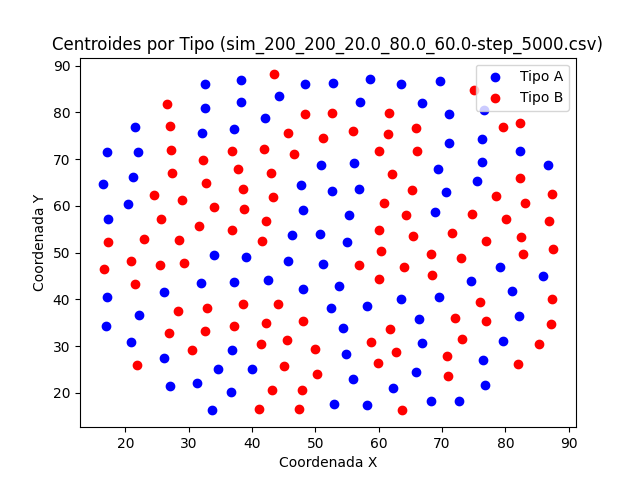 Centroides por Tipo (sim_200_200_20.0_80.0_60.0-step_5000.csv)
Tipo A
Tipo B
90
80
70
60
50
40
30
20
Coordenada Y
20 30 40 50 60 70 80 90
Coordenada X